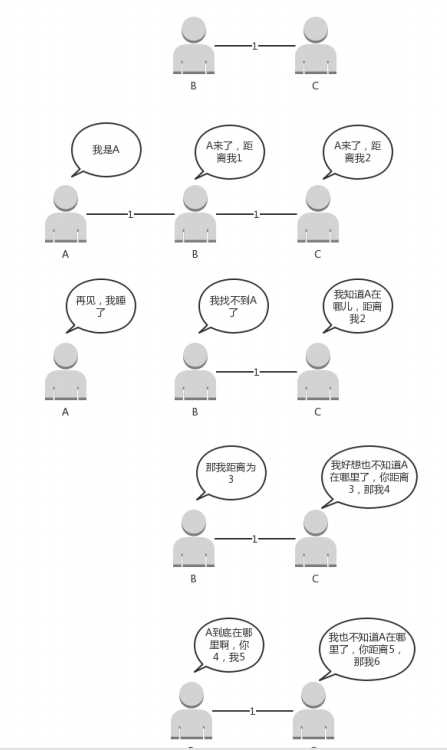 1
B
C
我是A
A来了，距
离我1
A来了，距
离我2
1
1
A
B
C
再见，我睡
了
我找不到A
了
我知道A在
哪儿，距离
我2
1
A
B
C
那我距离为
3
我好想也不知道A
在哪里了，你距离
3，那我4
1
B
C
A到底在哪
里啊，你
4，我5
我也不知道A在哪
里了，你距离5，
那我6
1